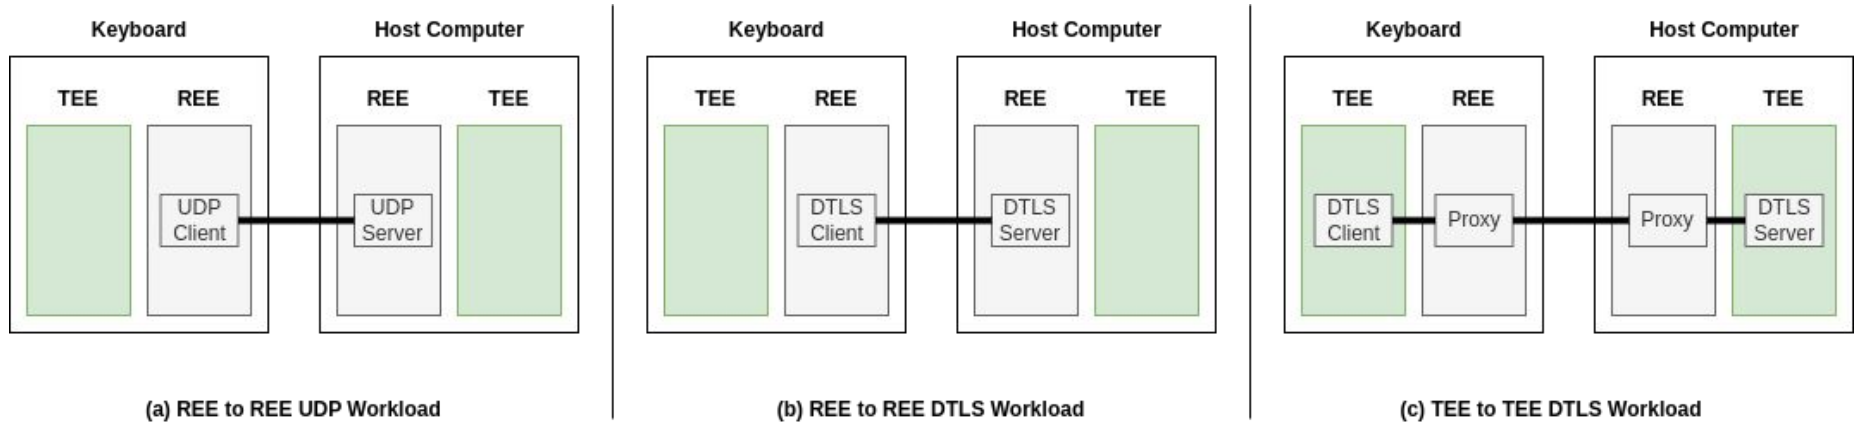 Keyboard
Host Computer
TEE
REE
REE
TEE
UDP
Client
UDP
Server
(a) REE to REE UDP Workload
Keyboard
Host Computer
TEE
REE
REE
TEE
DTLS
Client
DTLS
Server
(b) REE to REE DTLS Workload
Keyboard
Host Computer
TEE
REE
REE
TEE
DTLS
Client
Proxy
Proxy
DTLS
Server
(c) TEE to TEE DTLS Workload